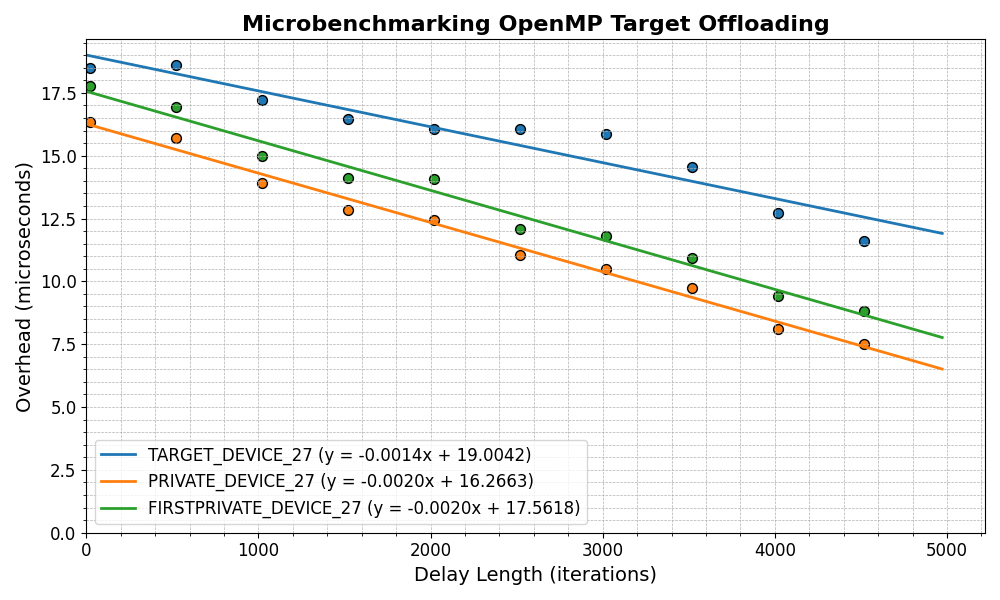 Microbenchmarking OpenMP Target Offloading
Overhead (microseconds)
17.5
15.0
12.5
10.0
7.5
5.0
2.5
0.0
TARGET_DEVICE_27 (y = -0.0014x + 19.0042)
PRIVATE_DEVICE_27 (y = -0.0020x + 16.2663)
FIRSTPRIVATE_DEVICE_27 (y = -0.0020x + 17.5618)
0 1000 2000 3000 4000 5000
Delay Length (iterations)